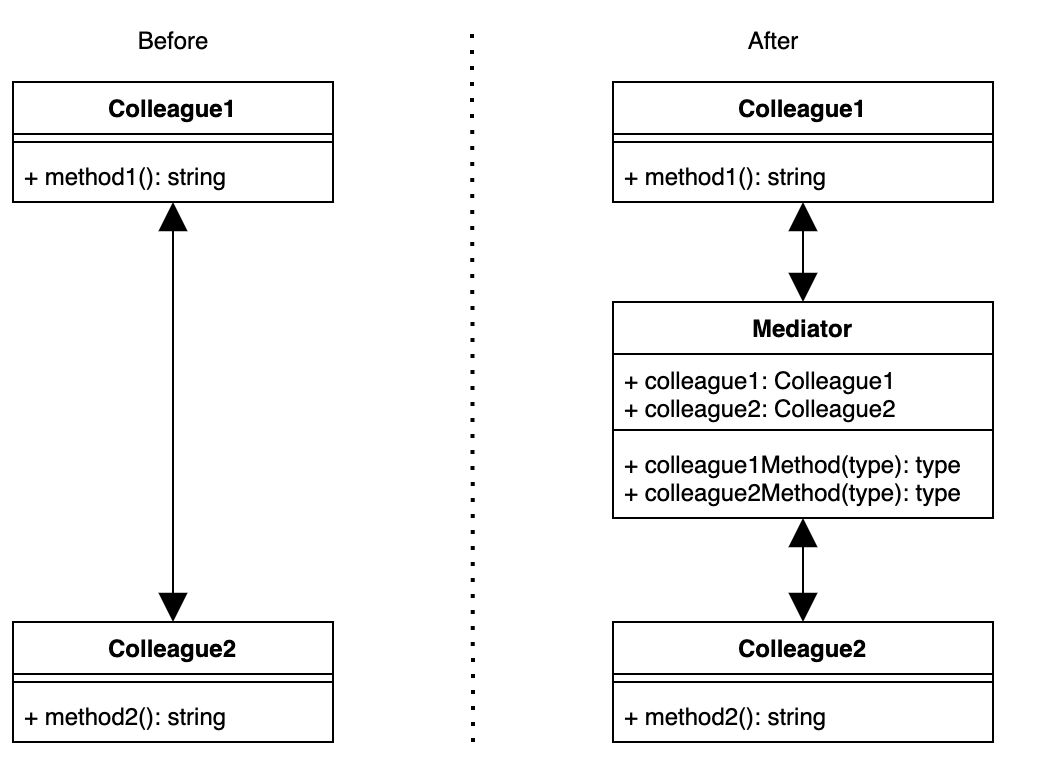 Before
Colleague1
+ method1(): string
Colleague2
+ method2(): string
After
Colleague1
+ method1(): string
Mediator
+ colleague1: Colleague1
+ colleague2: Colleague2
+ colleague1Method(type): type
+ colleague2Method(type): type
Colleague2
+ method2(): string